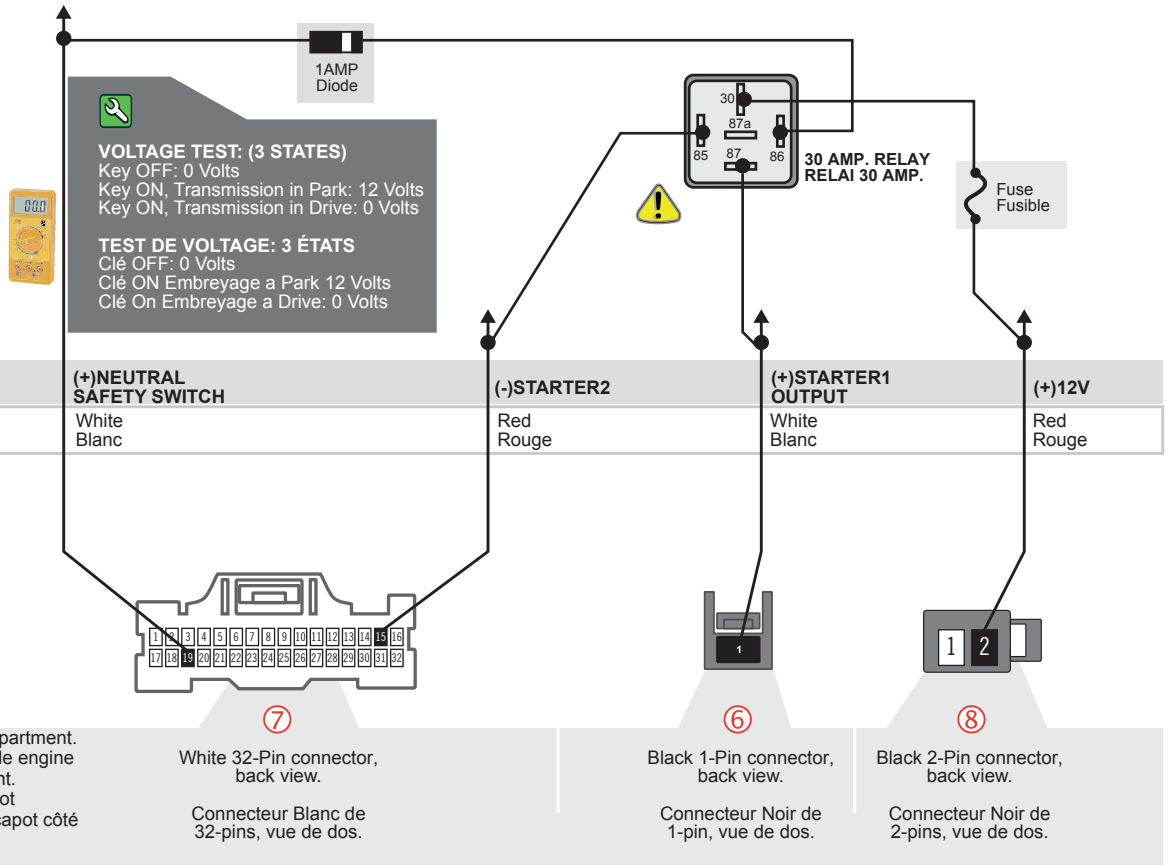 1AMP
Diode
VOLTAGE TEST: (3 STATES)
Key OFF: 0 Volts
Key ON, Transmission in Park: 12 Volts
Key ON, Transmission in Drive: 0 Volts
TEST DE VOLTAGE: 3 ÉTATS
Clé OFF: 0 Volts
Clé ON Embreyage a Park 12 Volts
Clé On Embreyage a Drive: 0 Volts
00.0
30
87a
85
87
86
30 AMP. RELAY
RELAI 30 AMP.
Fuse
Fusible
(+)NEUTRAL
SAFETY SWITCH
(-)STARTER2
(+)STARTER1
OUTPUT
(+)12V
White
Blanc
Red
Rouge
White
Blanc
Red
Rouge
1 2 3 4 5 6 7 8 9 10 11 12 13 14 15 16
17 18 19 20 21 22 23 24 25 26 27 28 29 30 31 32
1
1 2
7
6
8
partment.
de engine
nt.
ot
capot côté
White 32-Pin connector,
back view.
Connecteur Blanc de
32-pins, vue de dos.
Black 1-Pin connector,
back view.
Connecteur Noir de
1-pin, vue de dos.
Black 2-Pin connector,
back view.
Connecteur Noir de
2-pins, vue de dos.